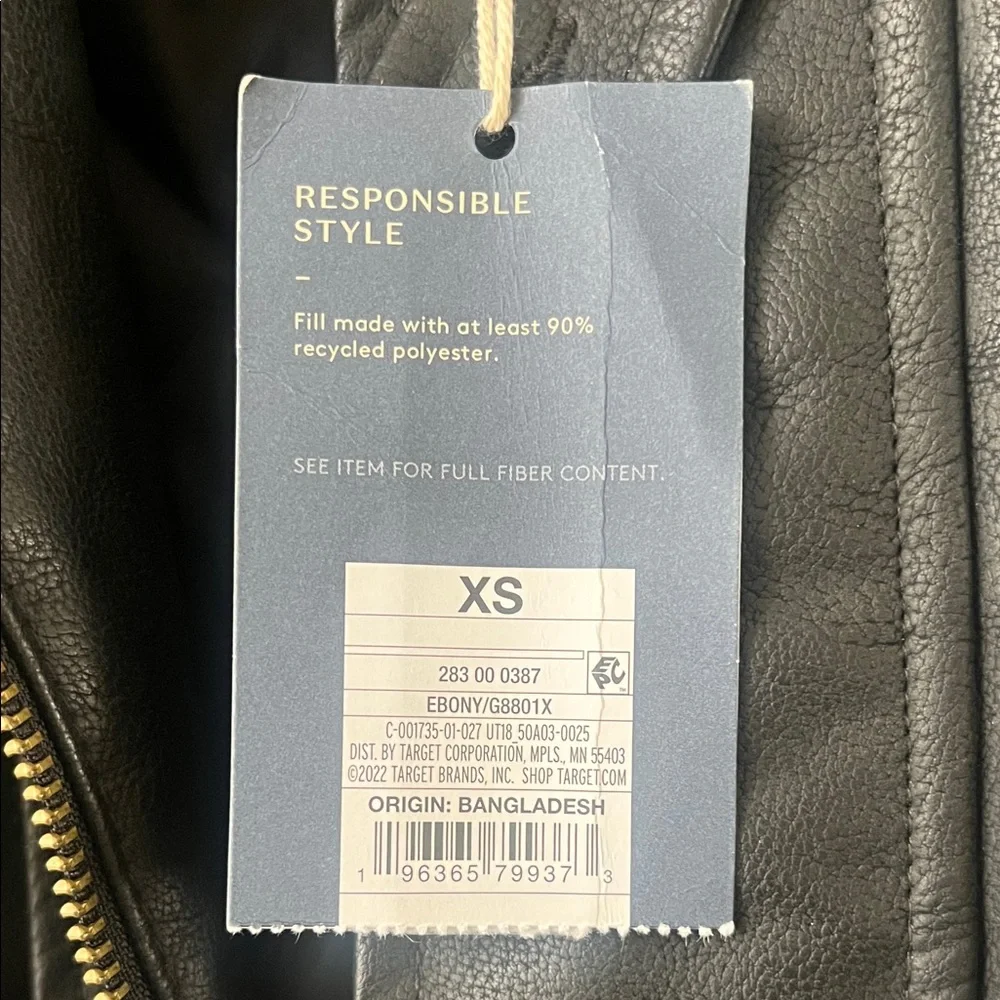 RESPONSIBLE
STYLE
–
Fill made with at least 90%
recycled polyester.
SEE ITEM FOR FULL FIBER CONTENT.
XS
283 00 0387
EPC
™
EBONY/G8801X
C-001735-01-027 UT18_50A03-0025
DIST. BY TARGET CORPORATION, MPLS., MN 55403
©2022 TARGET BRANDS, INC. SHOP TARGET.COM
ORIGIN: BANGLADESH
1 96365 79937 3